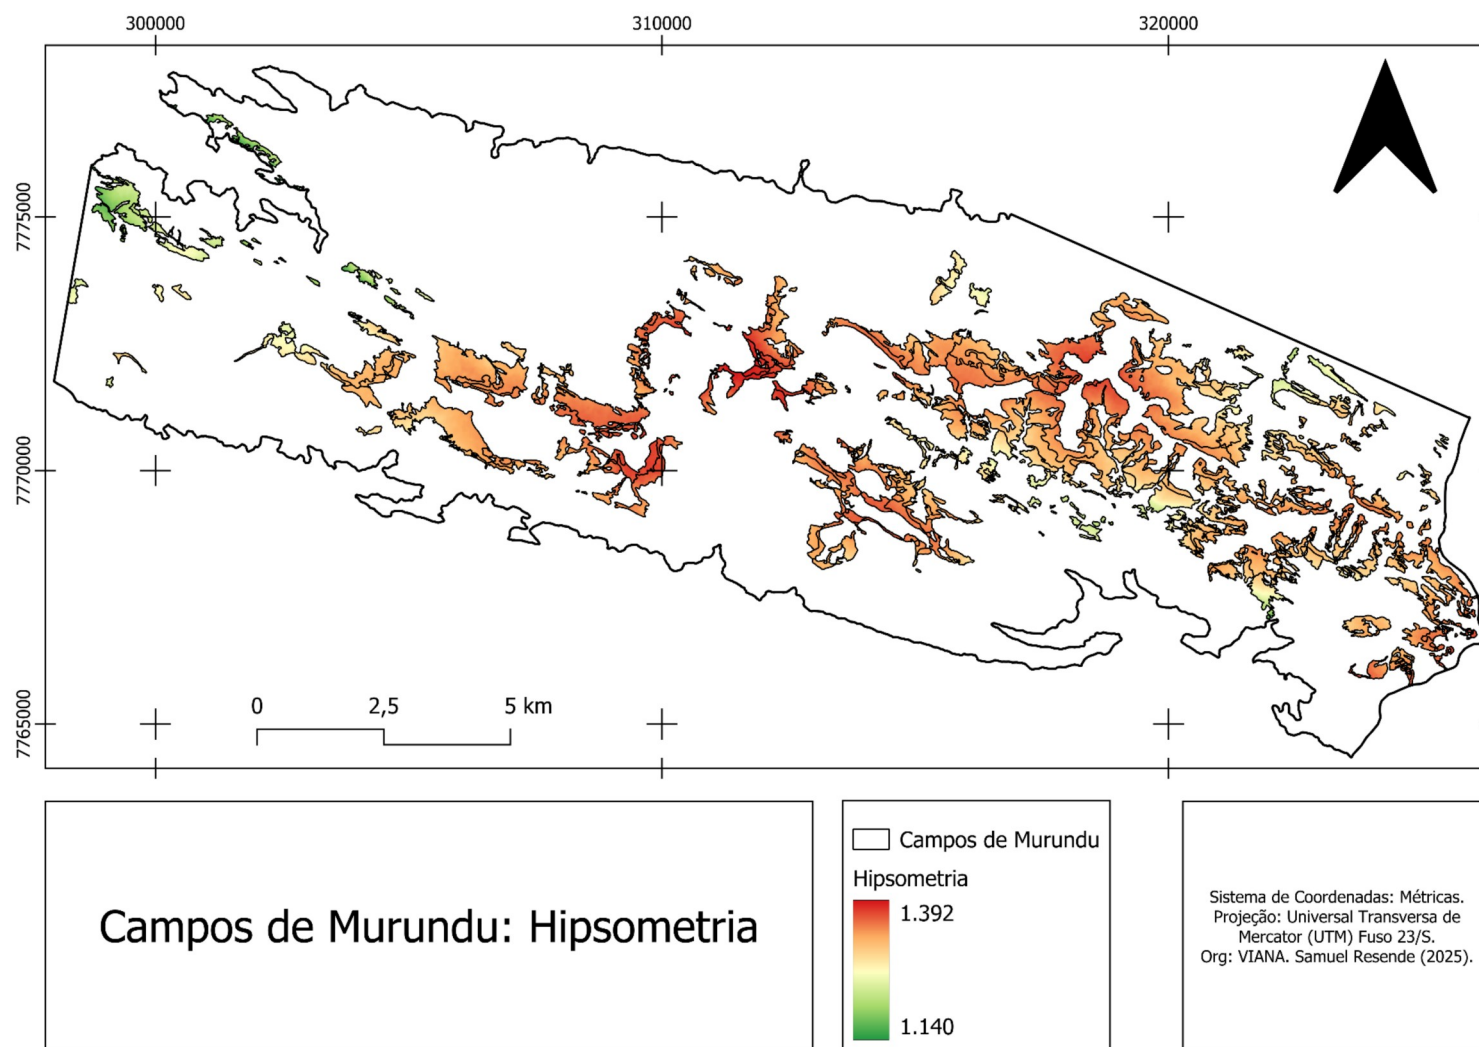 300000
310000
320000
7775000
7770000
7765000
0 2,5 5 km
Campos de Murundu: Hipsometria
Campos de Murundu
Hipsometria
1.392
1.140
Sistema de Coordenadas: Métricas.
Projeção: Universal Transversa de
Mercator (UTM) Fuso 23/S.
Org: VIANA. Samuel Resende (2025).